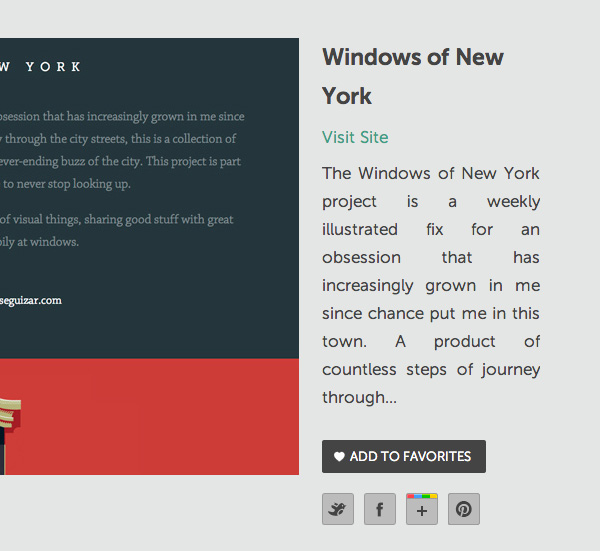 W YORK
bsession that has increasingly grown in me since
y through the city streets, this is a collection of
ever-ending buzz of the city. This project is part
to never stop looking up.
of visual things, sharing good stuff with great
pily at windows.
seguizar.com
Windows of New
York
Visit Site
The Windows of New York
project is a weekly
illustrated fix for an
obsession that has
increasingly grown in me
since chance put me in this
town. A product of
countless steps of journey
through...
ADD TO FAVORITES